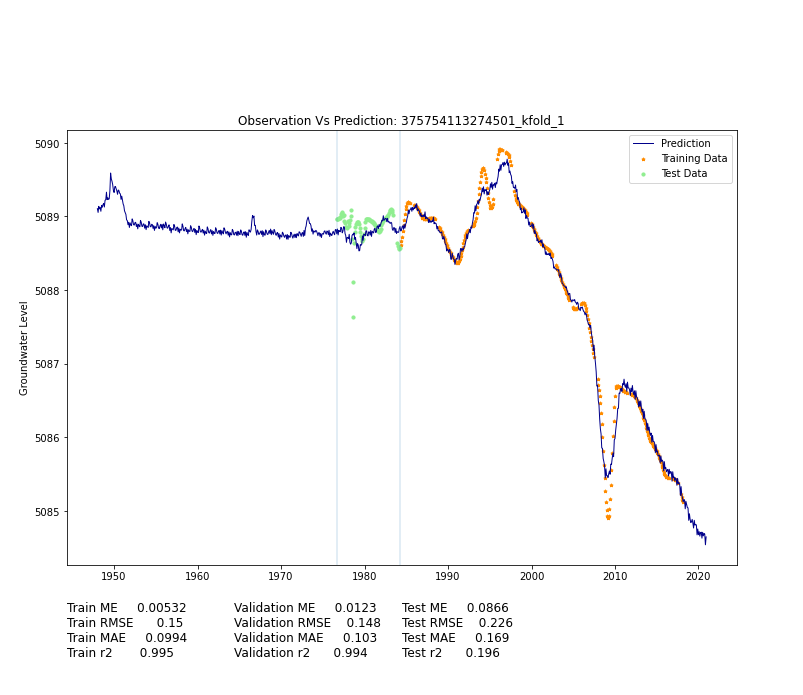 Observation Vs Prediction: 375754113274501_kfold_1
Prediction
Training Data
Test Data
Groundwater Level
5090
5089
5088
5087
5086
5085
1950 1960 1970 1980 1990 2000 2010 2020
Train ME 0.00532 Validation ME 0.0123 Test ME 0.0866
Train RMSE 0.15 Validation RMSE 0.148 Test RMSE 0.226
Train MAE 0.0994 Validation MAE 0.103 Test MAE 0.169
Train r2 0.995 Validation r2 0.994 Test r2 0.196